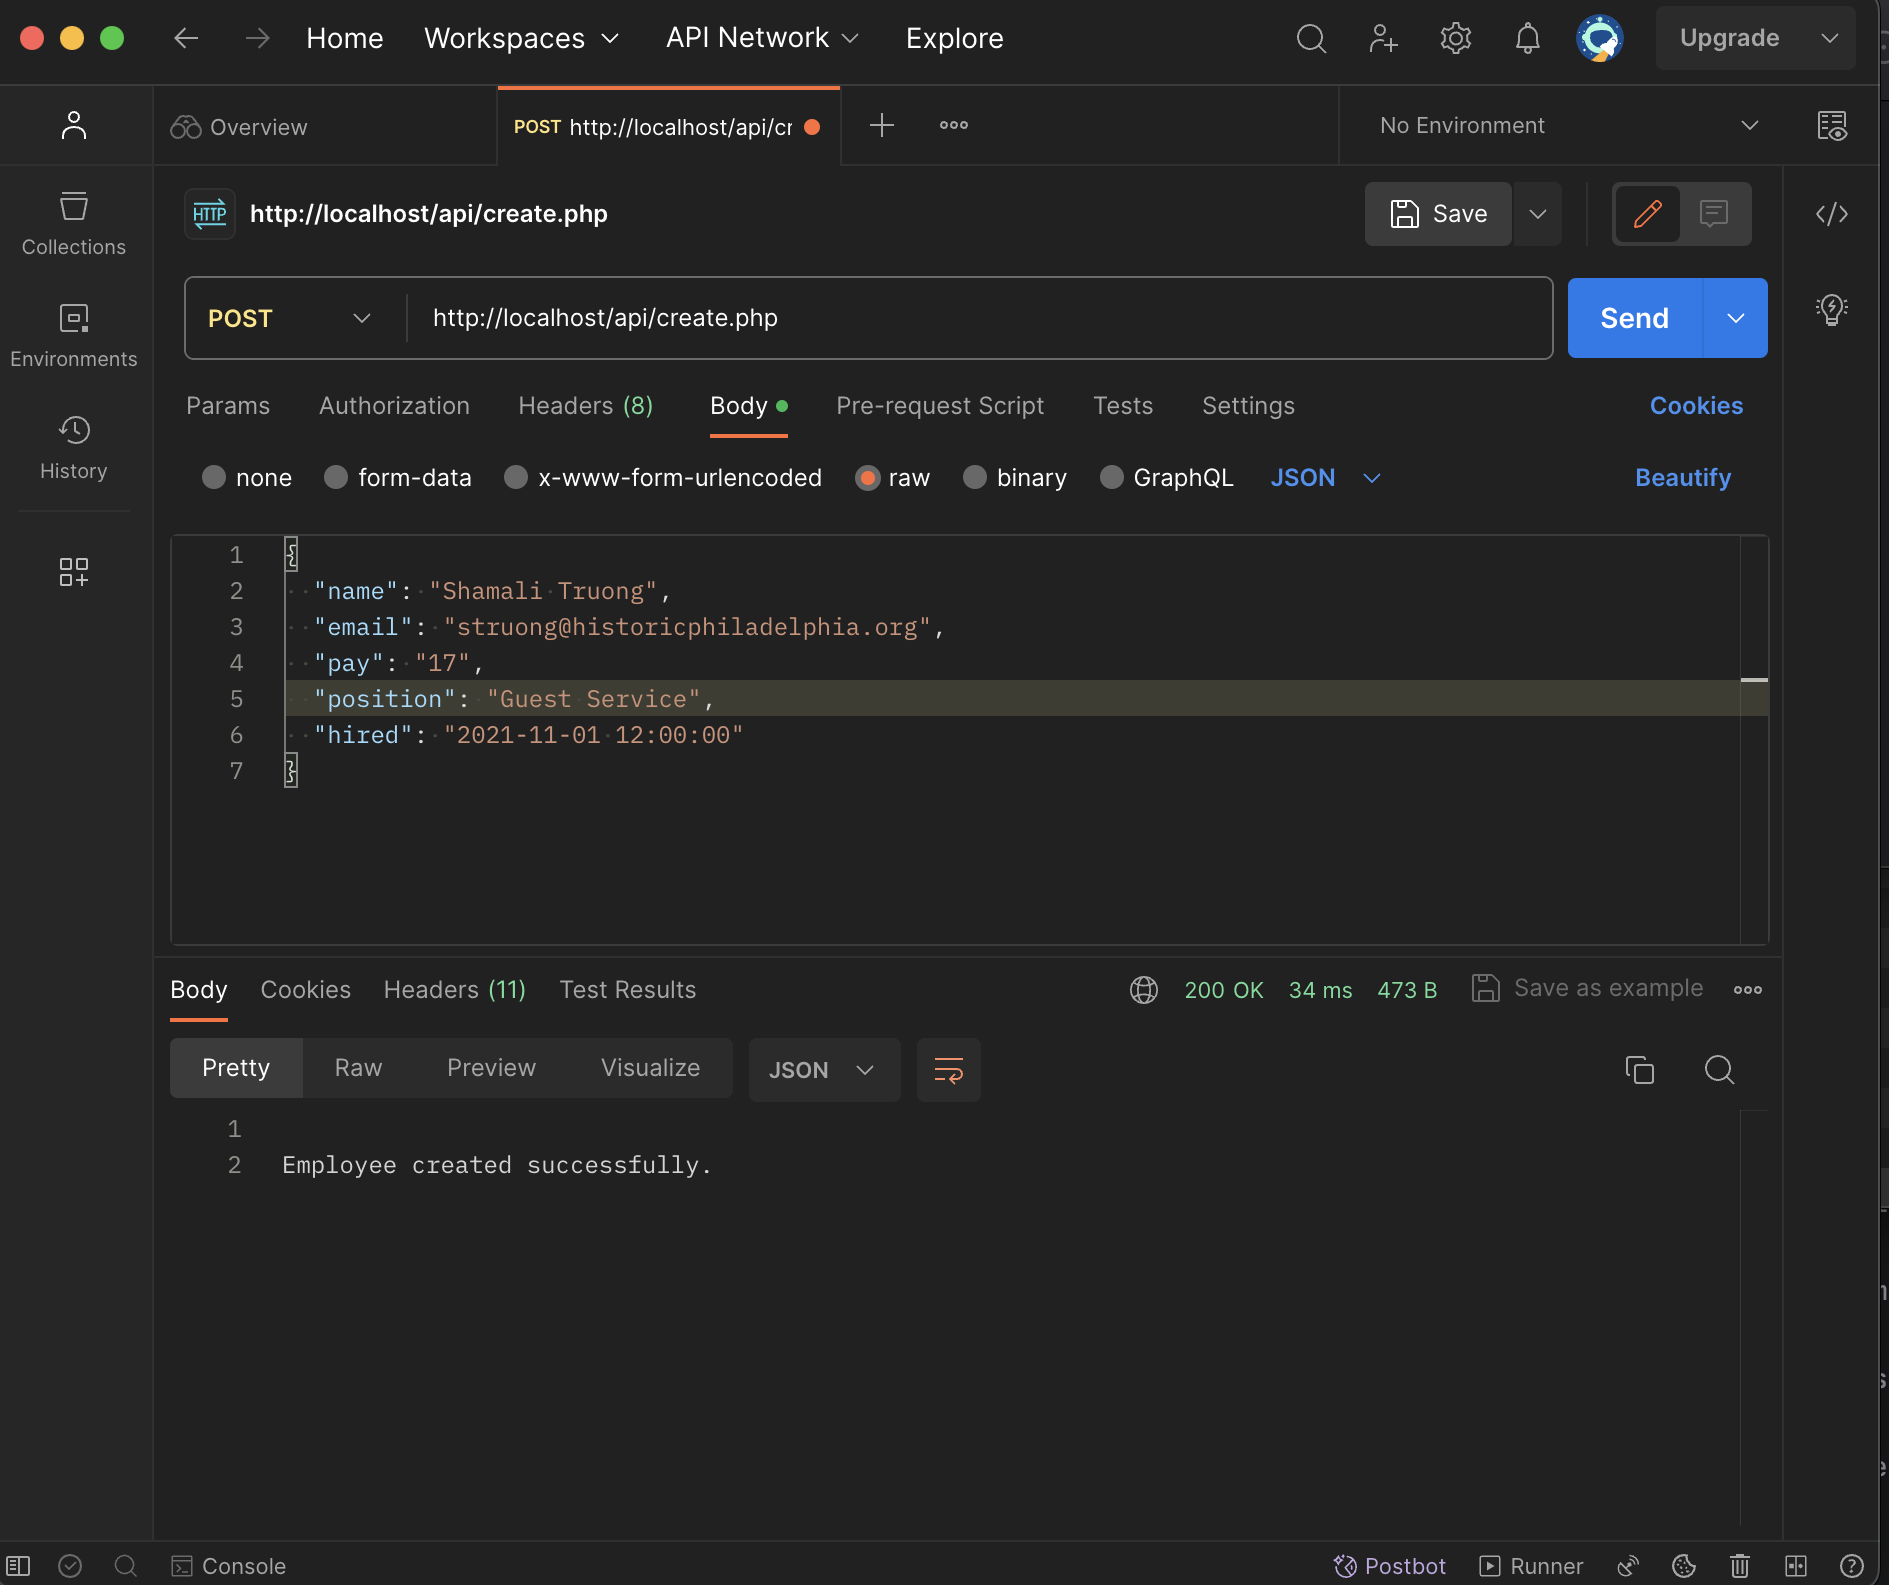 Home Workspaces API Network Explore Upgrade
Overview POST http://localhost/api/cr No Environment
HTTP http://localhost/api/create.php Save
Collections
POST http://localhost/api/create.php Send
Environments
Params Authorization Headers (8) Body Pre-request Script Tests Settings Cookies
History
none form-data x-www-form-urlencoded raw binary GraphQL JSON Beautify
1 {
2 "name": "Shamali Truong",
3 "email": "struong@historicphiladelphia.org",
4 "pay": "17",
5 "position": "Guest Service",
6 "hired": "2021-11-01 12:00:00"
7 }
Body Cookies Headers (11) Test Results 200 OK 34 ms 473 B Save as example
Pretty Raw Preview Visualize JSON
1
2 Employee created successfully.
Console Postbot Runner